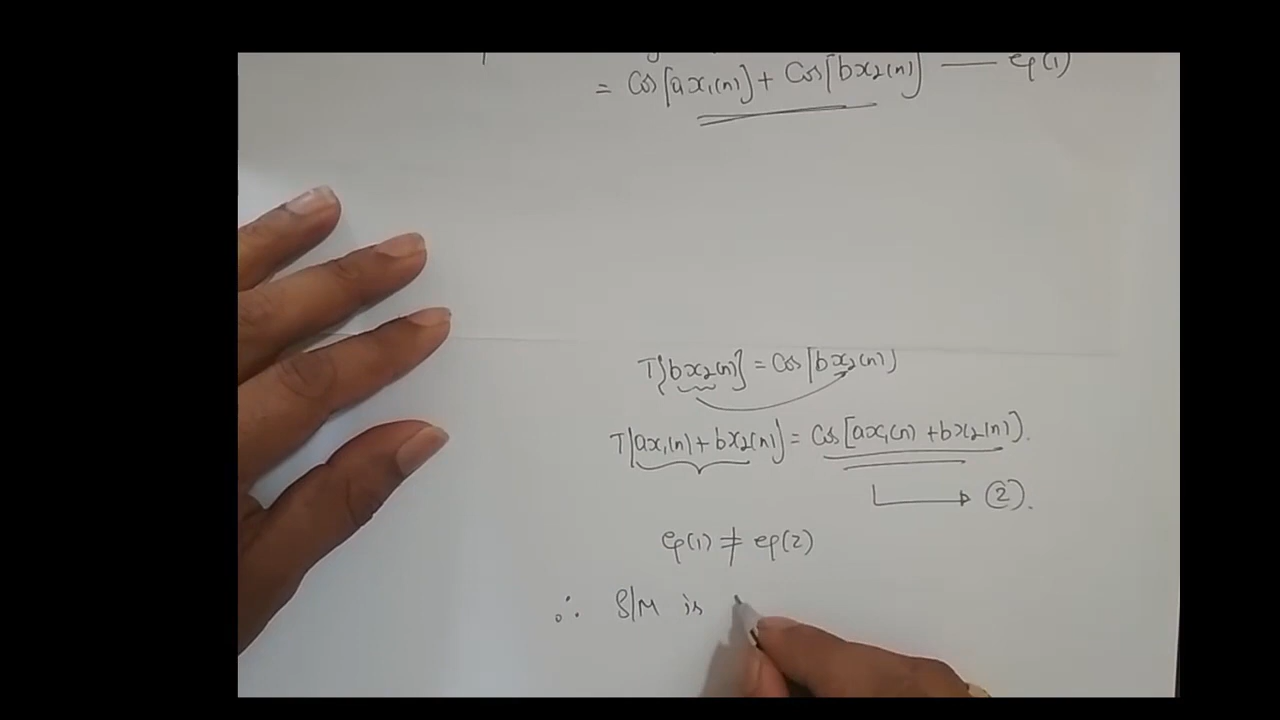 = Cos[ax₁(n)] + Cos[bx₂(n)] — eq(1)
T{bx₂(n)} = Cos[bx₂(n)]
T[ax₁(n) + bx₂(n)] = Cos[ax₁(n) + bx₂(n)].
②.
eq(1) ≠ eq(2)
∴ S/M is